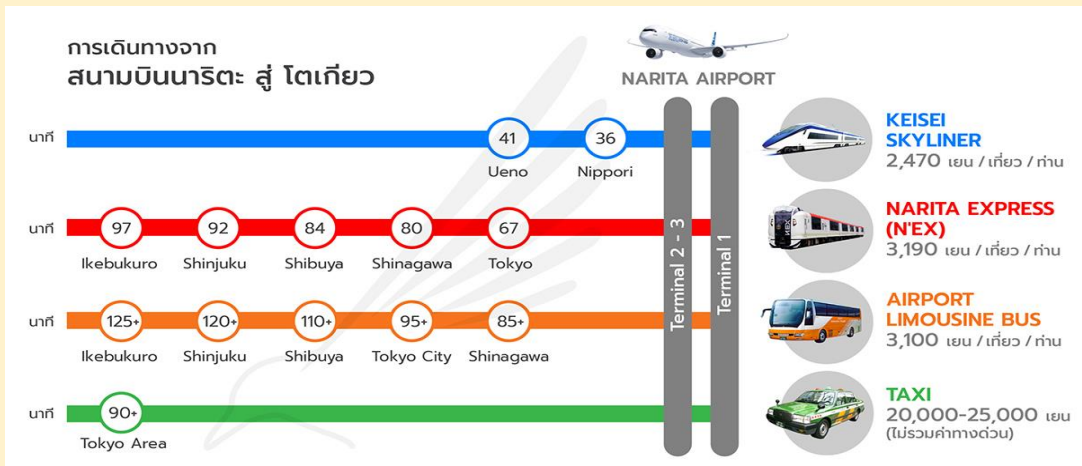 การเดินทางจาก
สนามบินนาริตะ สู่ โตเกียว
NARITA AIRPORT
นาที
41
36
Ueno
Nippori
KEISEI
SKYLINER
2,470 เยน / เที่ยว / ท่าน
นาที
97
92
84
80
67
Ikebukuro
Shinjuku
Shibuya
Shinagawa
Tokyo
NARITA EXPRESS
(N'EX)
3,190 เยน / เที่ยว / ท่าน
Terminal 2 - 3
Terminal 1
นาที
125+
120+
110+
95+
85+
Ikebukuro
Shinjuku
Shibuya
Tokyo City
Shinagawa
AIRPORT
LIMOUSINE BUS
3,100 เยน / เที่ยว / ท่าน
นาที
90+
Tokyo Area
TAXI
20,000-25,000 เยน
(ไม่รวมค่าทางด่วน)